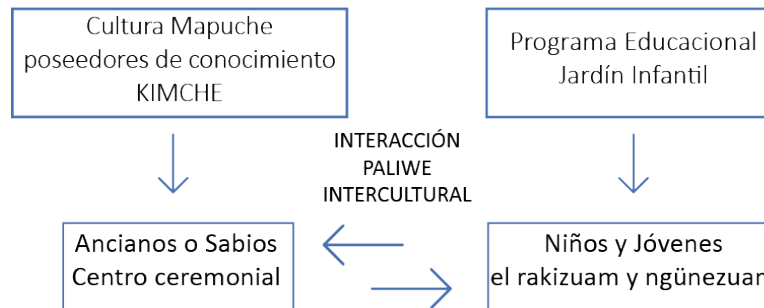 Cultura Mapuche
poseedores de conocimiento
KIMCHE
Programa Educacional
Jardín Infantil
INTERACCIÓN
PALIWE
INTERCULTURAL
Ancianos o Sabios
Centro ceremonial
Niños y Jóvenes
el rakizuam y ngünezuam